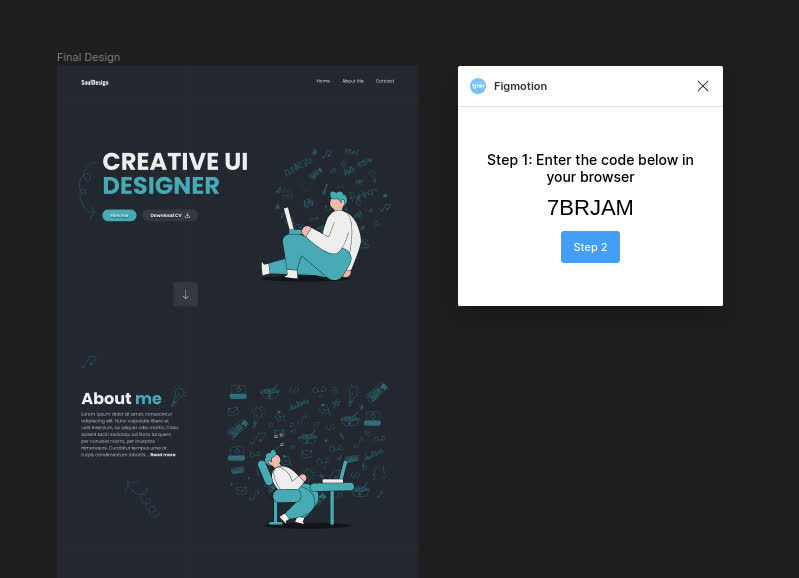 Final Design
SaulDesign
Home About Me Contact
CREATIVE UI
DESIGNER
Hire me Download CV
About me
Lorem ipsum dolor sit amet, consectetur
adipiscing elit. Nunc vulputate libero et
velit interdum, ac aliquet odio mattis. Class
aptent taciti sociosqu ad litora torquent
per conubia nostra, per inceptos
himenaeos. Curabitur tempus urna at
turpis condimentum lobortis... Read more
Figmotion
Step 1: Enter the code below in
your browser
7BRJAM
Step 2